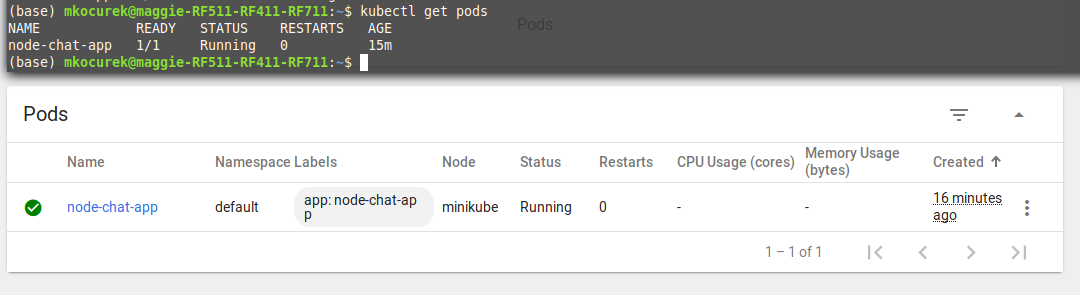 (base) mkocurek@maggie-RF511-RF411-RF711:~$ kubectl get pods
Pods
NAME READY STATUS RESTARTS AGE
node-chat-app 1/1 Running 0 15m
(base) mkocurek@maggie-RF511-RF411-RF711:~$
Pods
Name Namespace Labels Node Status Restarts CPU Usage (cores) Memory Usage
(bytes) Created ↑
node-chat-app default app: node-chat-ap
p minikube Running 0 - - 16 minutes
ago
1 – 1 of 1